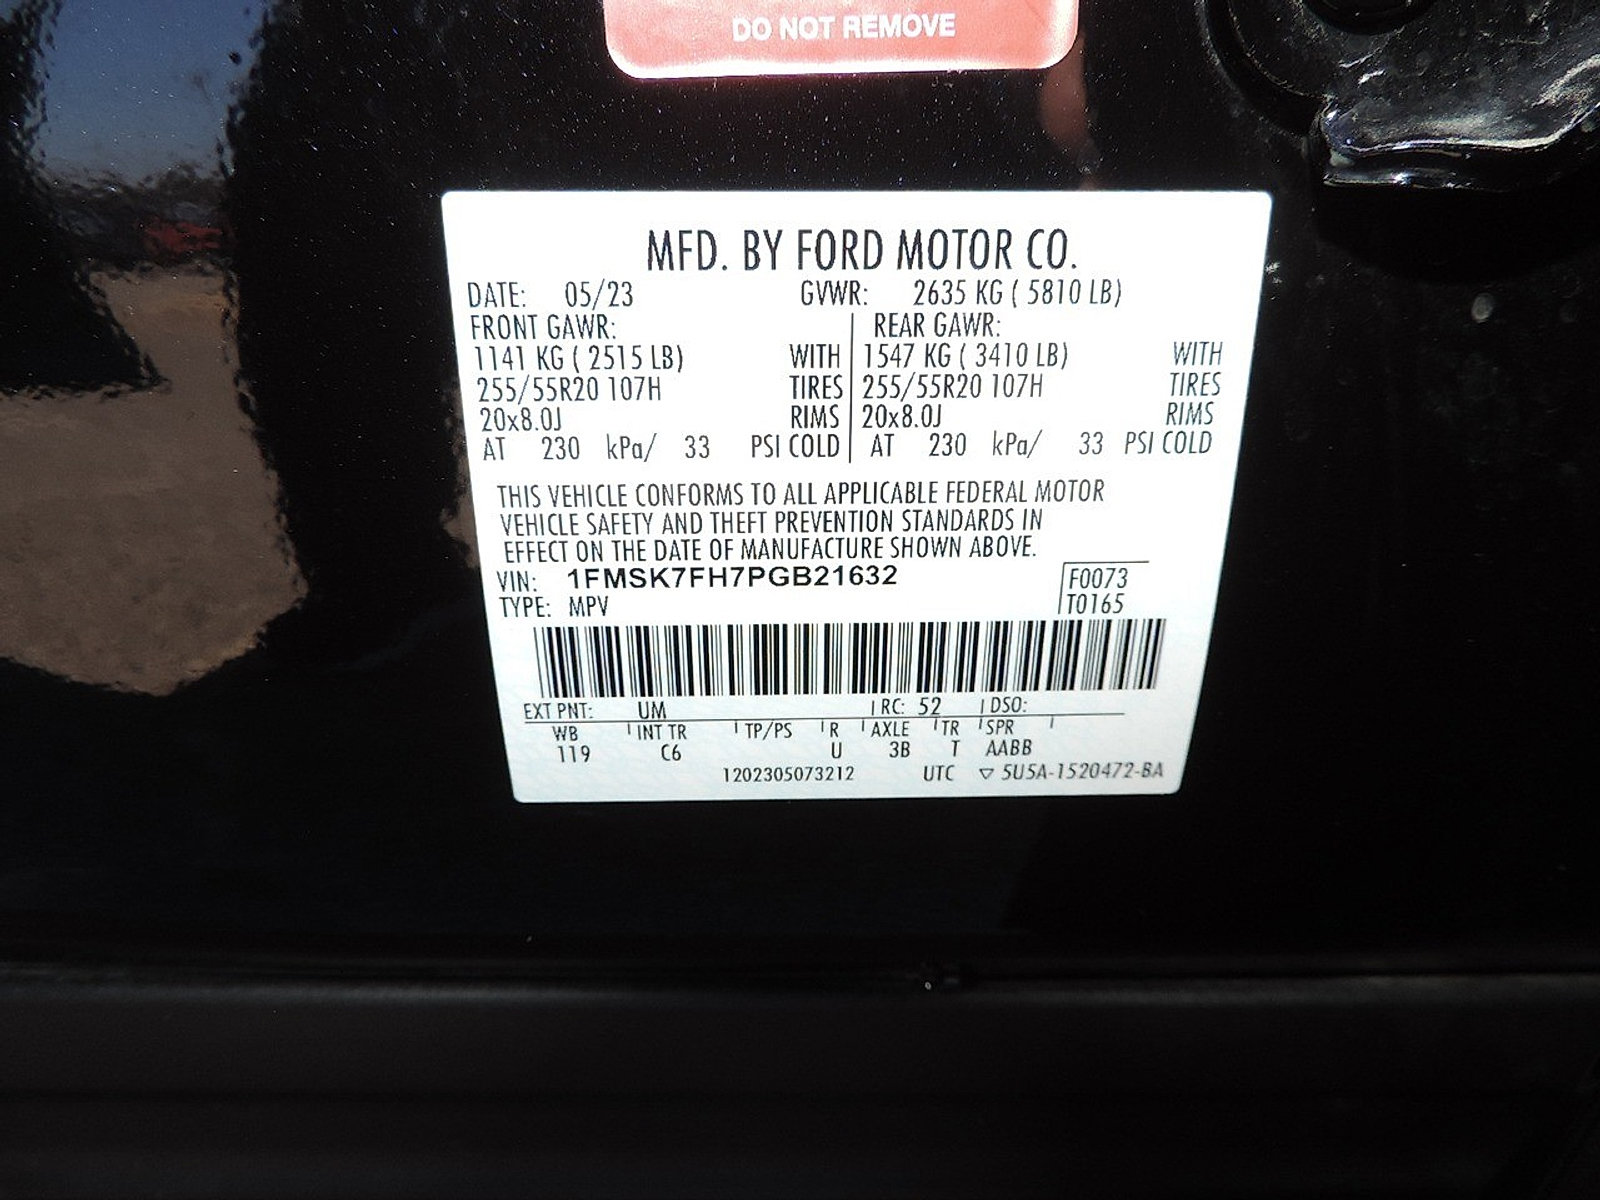 DO NOT REMOVE
MFD. BY FORD MOTOR CO.
DATE: 05/23 GVWR: 2635 KG ( 5810 LB)
FRONT GAWR: REAR GAWR:
1141 KG ( 2515 LB) WITH 1547 KG ( 3410 LB) WITH
255/55R20 107H TIRES 255/55R20 107H TIRES
20x8.0J RIMS 20x8.0J RIMS
AT 230 kPa/ 33 PSI COLD AT 230 kPa/ 33 PSI COLD
THIS VEHICLE CONFORMS TO ALL APPLICABLE FEDERAL MOTOR
VEHICLE SAFETY AND THEFT PREVENTION STANDARDS IN
EFFECT ON THE DATE OF MANUFACTURE SHOWN ABOVE.
VIN: 1FMSK7FH7PGB21632 F0073
TYPE: MPV T0165
EXT PNT: UM RC: 52 DSO:
WB INT TR TP/PS R AXLE TR SPR
119 C6 U 3B T AABB
1202305073212 UTC ▽ 5U5A-1520472-BA